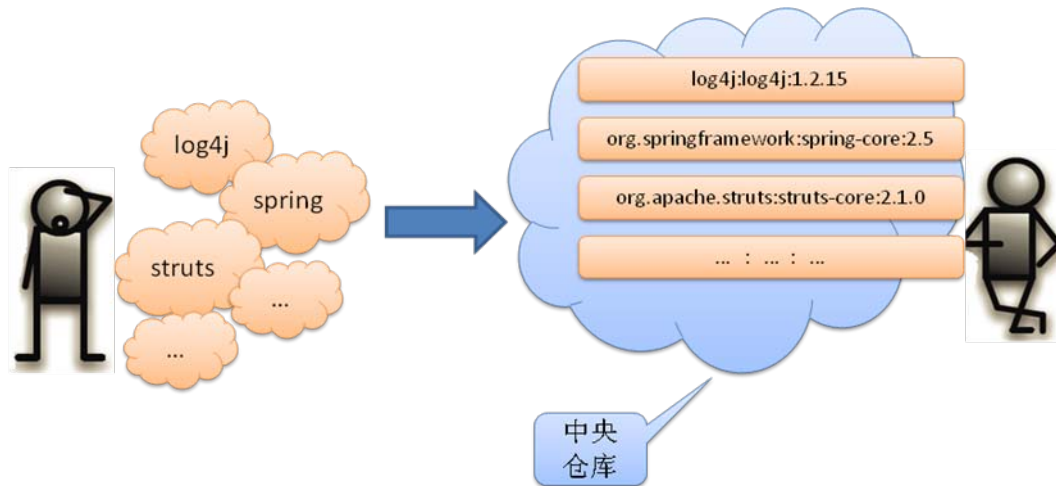 log4j
spring
struts
...
...
log4j:log4j:1.2.15
org.springframework:spring-core:2.5
org.apache.struts:struts-core:2.1.0
... : ... : ...
中央
仓库